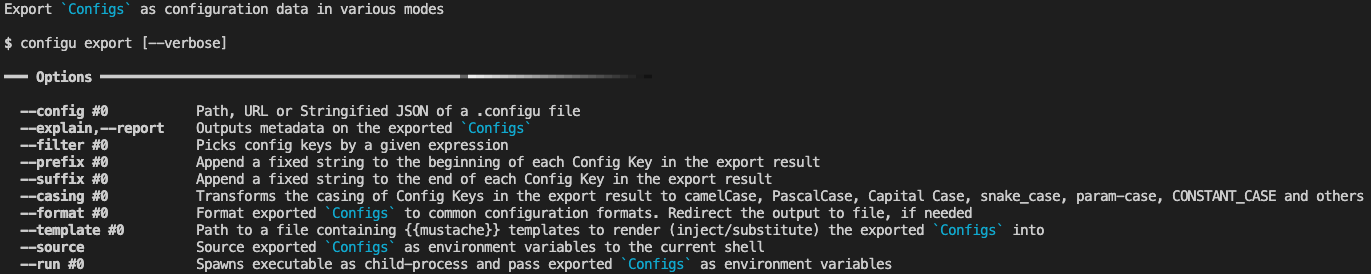 Export `Configs` as configuration data in various modes
$ configu export [--verbose]
Options
--config #0 Path, URL or Stringified JSON of a .configu file
--explain,--report Outputs metadata on the exported `Configs`
--filter #0 Picks config keys by a given expression
--prefix #0 Append a fixed string to the beginning of each Config Key in the export result
--suffix #0 Append a fixed string to the end of each Config Key in the export result
--casing #0 Transforms the casing of Config Keys in the export result to camelCase, PascalCase, Capital Case, snake_case, param-case, CONSTANT_CASE and others
--format #0 Format exported `Configs` to common configuration formats. Redirect the output to file, if needed
--template #0 Path to a file containing {{mustache}} templates to render (inject/substitute) the exported `Configs` into
--source Source exported `Configs` as environment variables to the current shell
--run #0 Spawns executable as child-process and pass exported `Configs` as environment variables